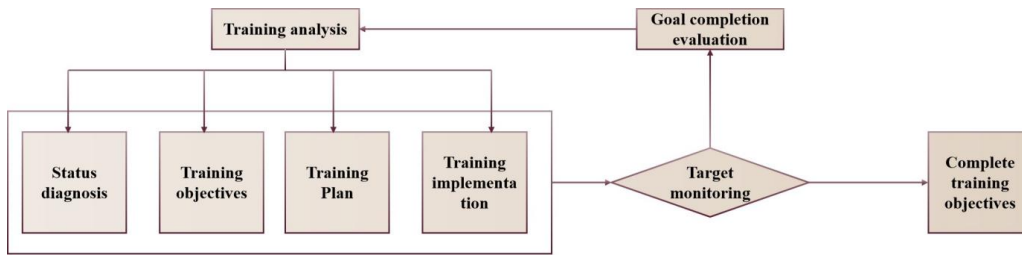 Training analysis
Goal completion
evaluation
Status
diagnosis
Training
objectives
Training
Plan
Training
implementa
tion
Target
monitoring
Complete
training
objectives